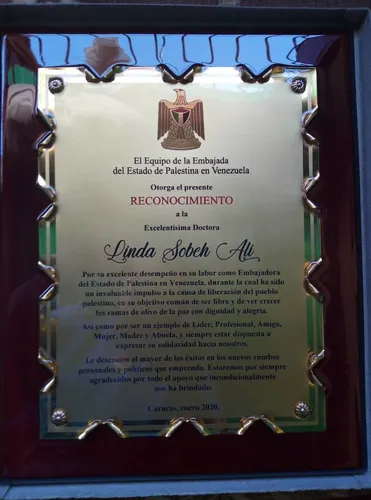 El Equipo de la Embajada
del Estado de Palestina en Venezuela
Otorga el presente
RECONOCIMIENTO
a la
Excelentísima Doctora
Linda Sobeh Ali
Por su excelente desempeño en su labor como Embajadora
del Estado de Palestina en Venezuela, durante la cual ha sido
un invaluable impulso a la causa de liberación del pueblo
palestino, en su objetivo común de ser libre y de ver crecer
las ramas de olivo de la paz con dignidad y alegría.
Así como por ser un ejemplo de Líder, Profesional, Amiga,
Mujer, Madre y Abuela, y siempre estar dispuesta a
expresar su solidaridad hacia nosotros.
Le deseamos el mayor de los éxitos en los nuevos rumbos
personales y políticos que emprenda. Estaremos por siempre
agradecidos por todo el apoyo que incondicionalmente
nos ha brindado.
Caracas, enero 2020.